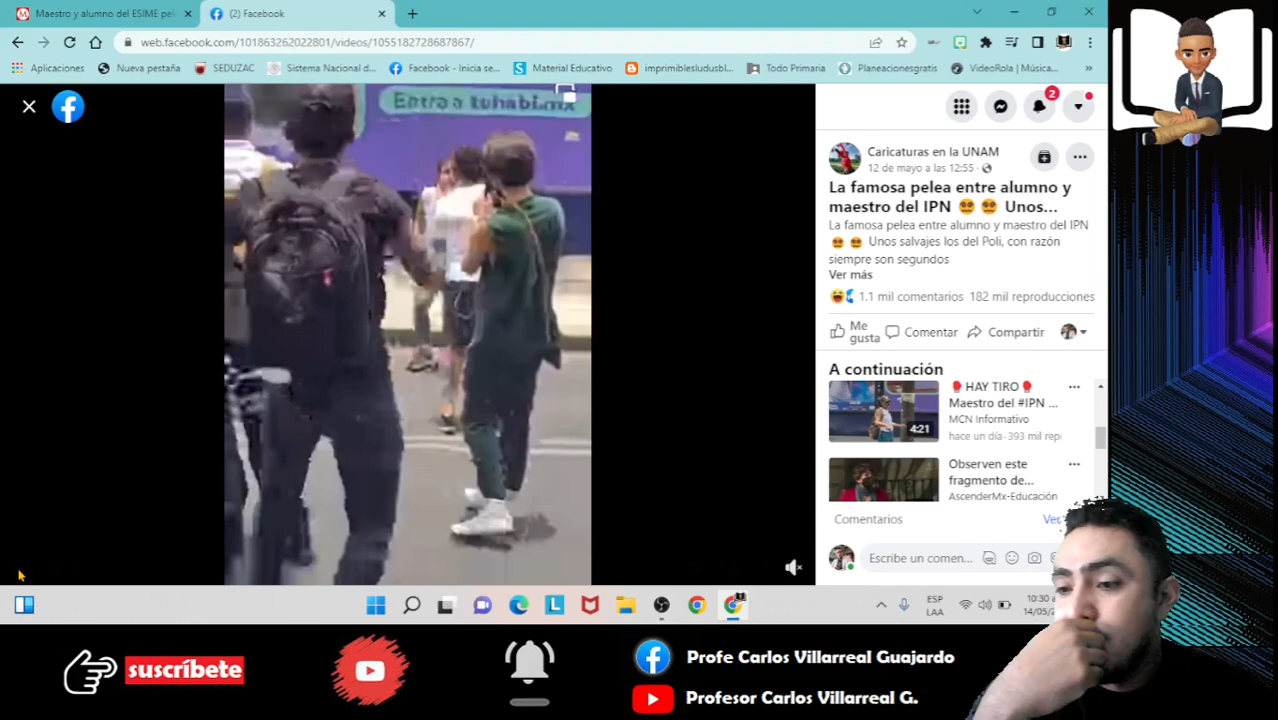 Maestro y alumno del ESIME pel
(2) Facebook
web.facebook.com/101863262022801/videos/1055182728687867/
Aplicaciones
Nueva pestaña
SEDUZAC
Sistema Nacional d...
Facebook - Inicia se...
Material Educativo
imprimiblesludusbl...
Todo Primaria
Planeacionesgratis
VideoRola | Música...
»
Entra a tuhabi.mx
2
Caricaturas en la UNAM
12 de mayo a las 12:55 ·
La famosa pelea entre alumno y
maestro del IPN 😵‍💫 😵‍💫 Unos...
La famosa pelea entre alumno y maestro del IPN
😵‍💫 😵‍💫 Unos salvajes los del Poli, con razón
siempre son segundos
Ver más
1.1 mil comentarios 182 mil reproducciones
Me gusta
Comentar
Compartir
A continuación
🥊HAY TIRO🥊
Maestro del #IPN ...
MCN Informativo
hace un día · 393 mil rep
4:21
Observen este
fragmento de...
AscenderMx-Educación
Comentarios
Ver
Escribe un comen...
ESP
LAA
10:30 a
14/05/2
suscríbete
Profe Carlos Villarreal Guajardo
Profesor Carlos Villarreal G.